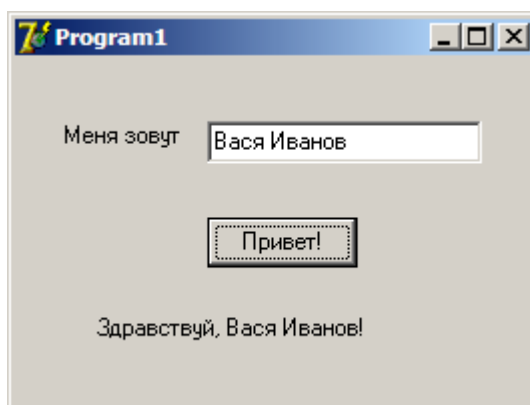 Program1
Меня зовут Вася Иванов
Привет!
Здравствуй, Вася Иванов!